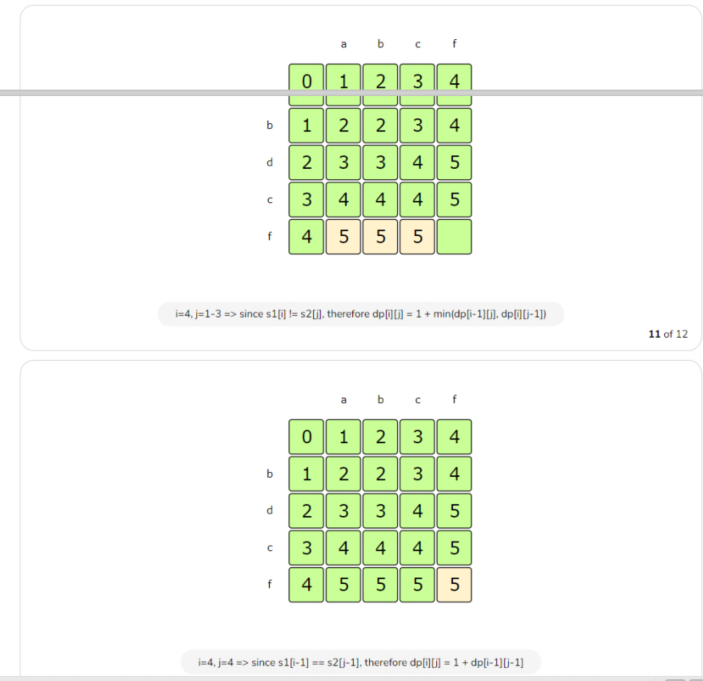 a b c f
0 1 2 3 4
b 1 2 2 3 4
d 2 3 3 4 5
c 3 4 4 4 5
f 4 5 5 5
i=4, j=1-3 => since s1[i] != s2[j], therefore dp[i][j] = 1 + min(dp[i-1][j], dp[i][j-1])
11 of 12
a b c f
0 1 2 3 4
b 1 2 2 3 4
d 2 3 3 4 5
c 3 4 4 4 5
f 4 5 5 5 5
i=4, j=4 => since s1[i-1] == s2[j-1], therefore dp[i][j] = 1 + dp[i-1][j-1]